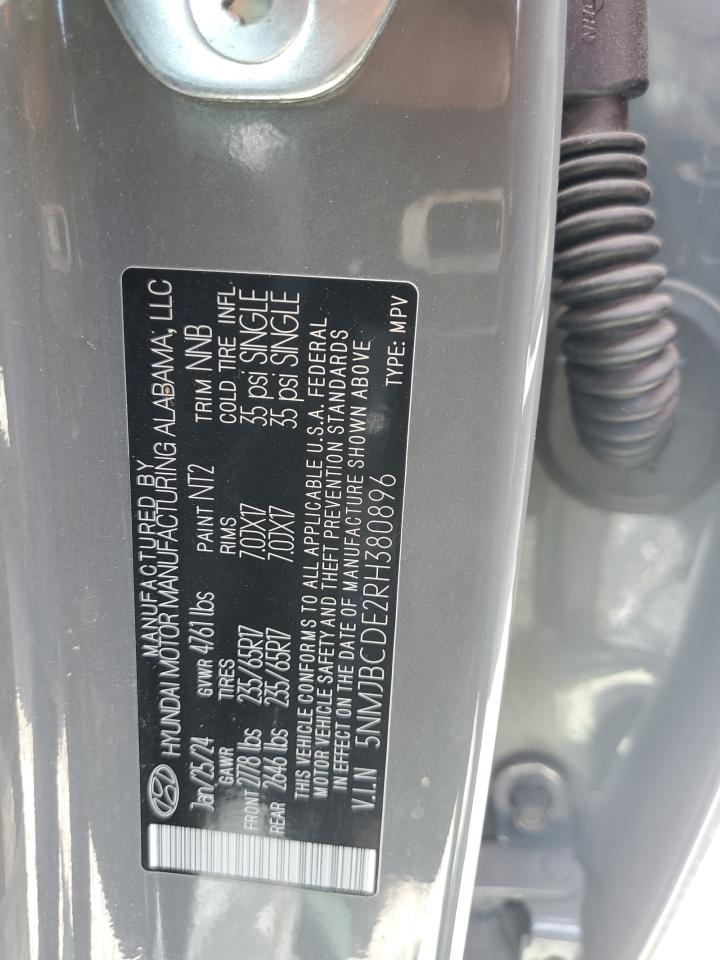 MANUFACTURED BY
HYUNDAI MOTOR MANUFACTURING ALABAMA, LLC
Jan/25/24 GVWR 4761 lbs PAINT NT2 TRIM NNB
GAWR TIRES RIMS COLD TIRE INFL
FRONT 2778 lbs 235/65R17 7.0JX17 35 psi SINGLE
REAR 2646 lbs 235/65R17 7.0JX17 35 psi SINGLE
THIS VEHICLE CONFORMS TO ALL APPLICABLE U.S.A. FEDERAL
MOTOR VEHICLE SAFETY AND THEFT PREVENTION STANDARDS
IN EFFECT ON THE DATE OF MANUFACTURE SHOWN ABOVE
V.I.N 5NMJBCDE2RH380896 TYPE: MPV